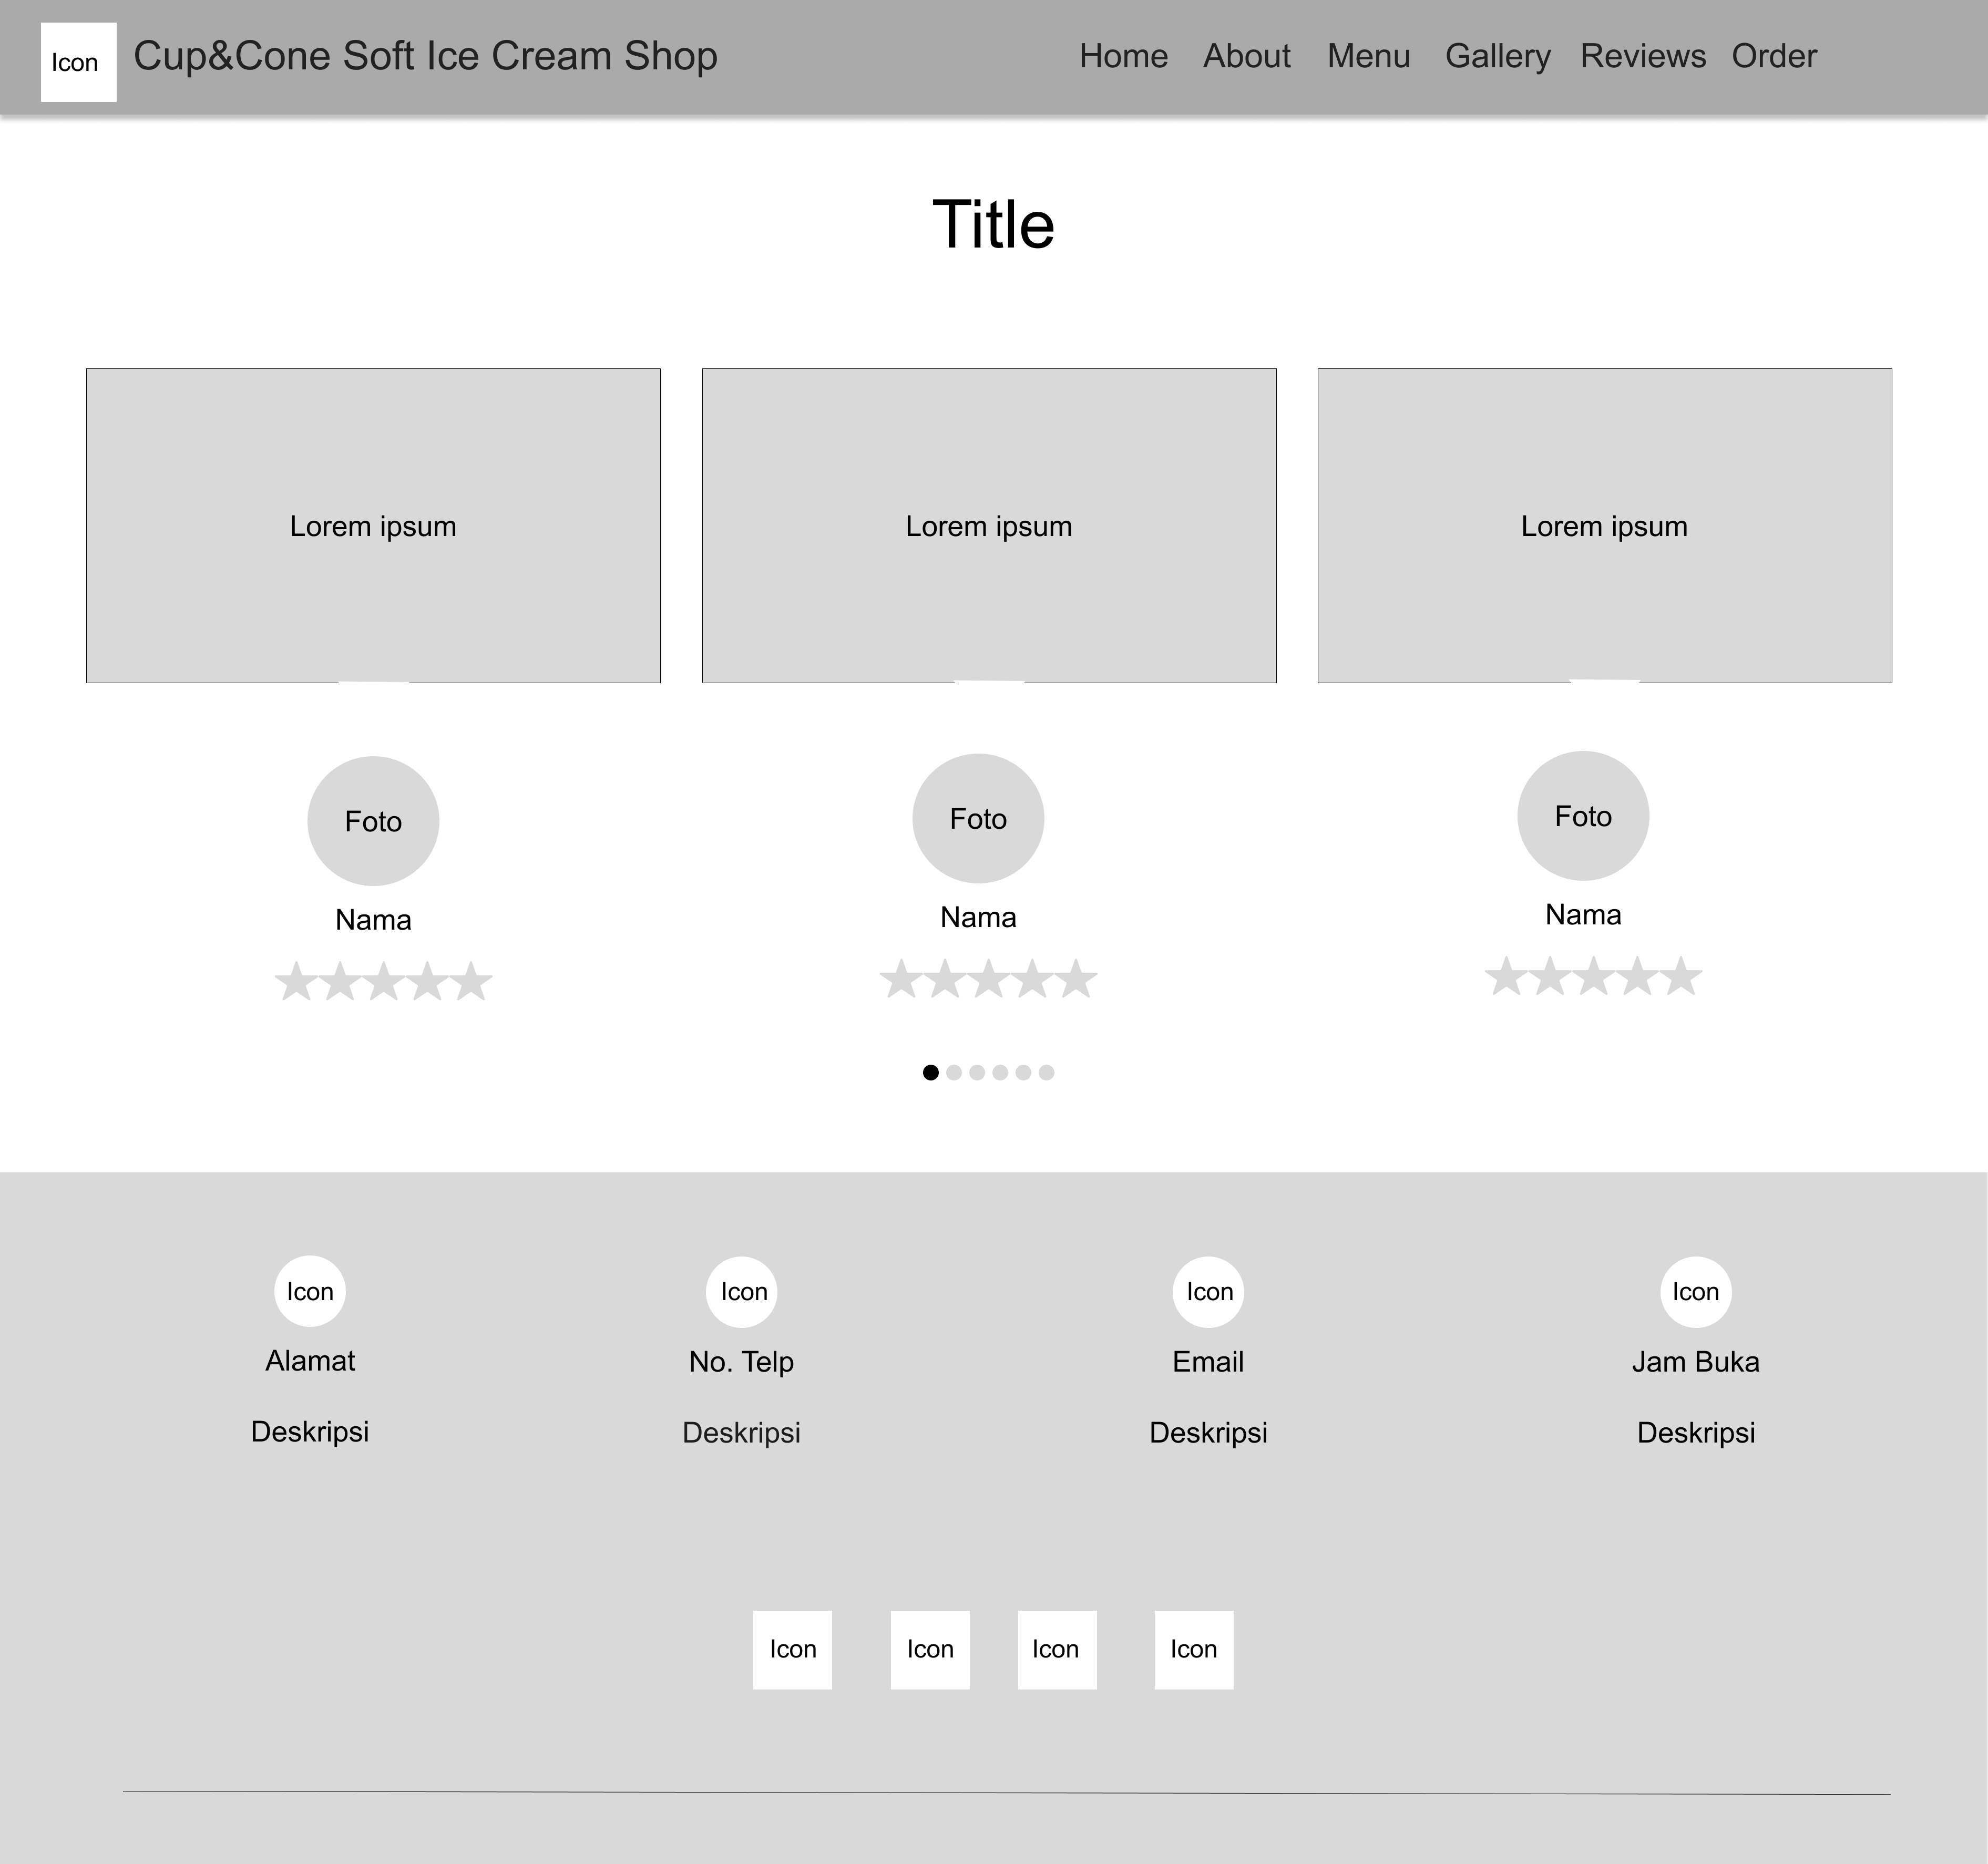 Icon
Cup&Cone Soft Ice Cream Shop
Home About Menu Gallery Reviews Order
Title
Lorem ipsum
Lorem ipsum
Lorem ipsum
Foto
Foto
Foto
Nama
Nama
Nama
Icon
Icon
Icon
Icon
Alamat
No. Telp
Email
Jam Buka
Deskripsi
Deskripsi
Deskripsi
Deskripsi
Icon
Icon
Icon
Icon